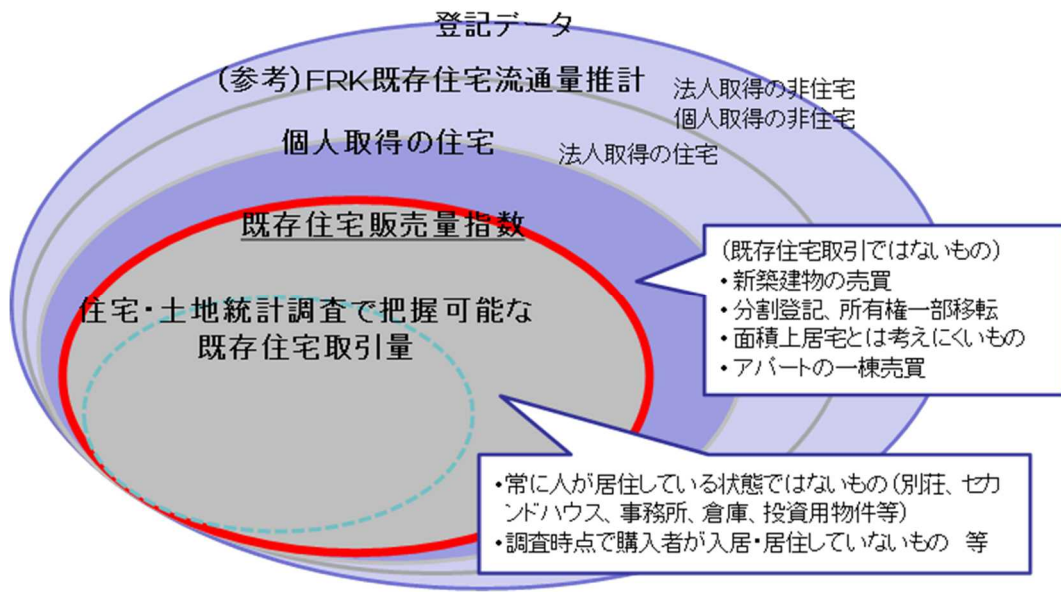 登記データ
(参考)FRK既存住宅流通量推計
法人取得の非住宅
個人取得の非住宅
個人取得の住宅
法人取得の住宅
既存住宅販売量指数
(既存住宅取引ではないもの)
・新築建物の売買
・分割登記、所有権一部移転
・面積上居宅とは考えにくいもの
・アパートの一棟売買
住宅・土地統計調査で把握可能な
既存住宅取引量
・常に人が居住している状態ではないもの(別荘、セカ
ンドハウス、事務所、倉庫、投資用物件等)
・調査時点で購入者が入居・居住していないもの 等